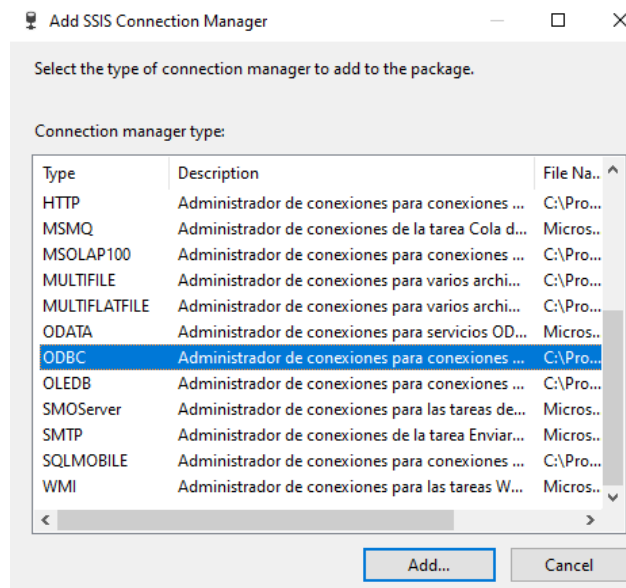 Add SSIS Connection Manager
Select the type of connection manager to add to the package.
Connection manager type:
Type Description File Na...
HTTP Administrador de conexiones para conexiones ... C:\Pro...
MSMQ Administrador de conexiones de la tarea Cola d... Micros...
MSOLAP100 Administrador de conexiones para conexiones ... C:\Pro...
MULTIFILE Administrador de conexiones para varios archi... C:\Pro...
MULTIFLATFILE Administrador de conexiones para varios archi... C:\Pro...
ODATA Administrador de conexiones para servicios OD... Micros...
ODBC Administrador de conexiones para conexiones ... C:\Pro...
OLEDB Administrador de conexiones para conexiones ... C:\Pro...
SMOServer Administrador de conexiones para las tareas de... Micros...
SMTP Administrador de conexiones de la tarea Enviar... Micros...
SQLMOBILE Administrador de conexiones para conexiones ... C:\Pro...
WMI Administrador de conexiones para las tareas W... Micros...
Add... Cancel